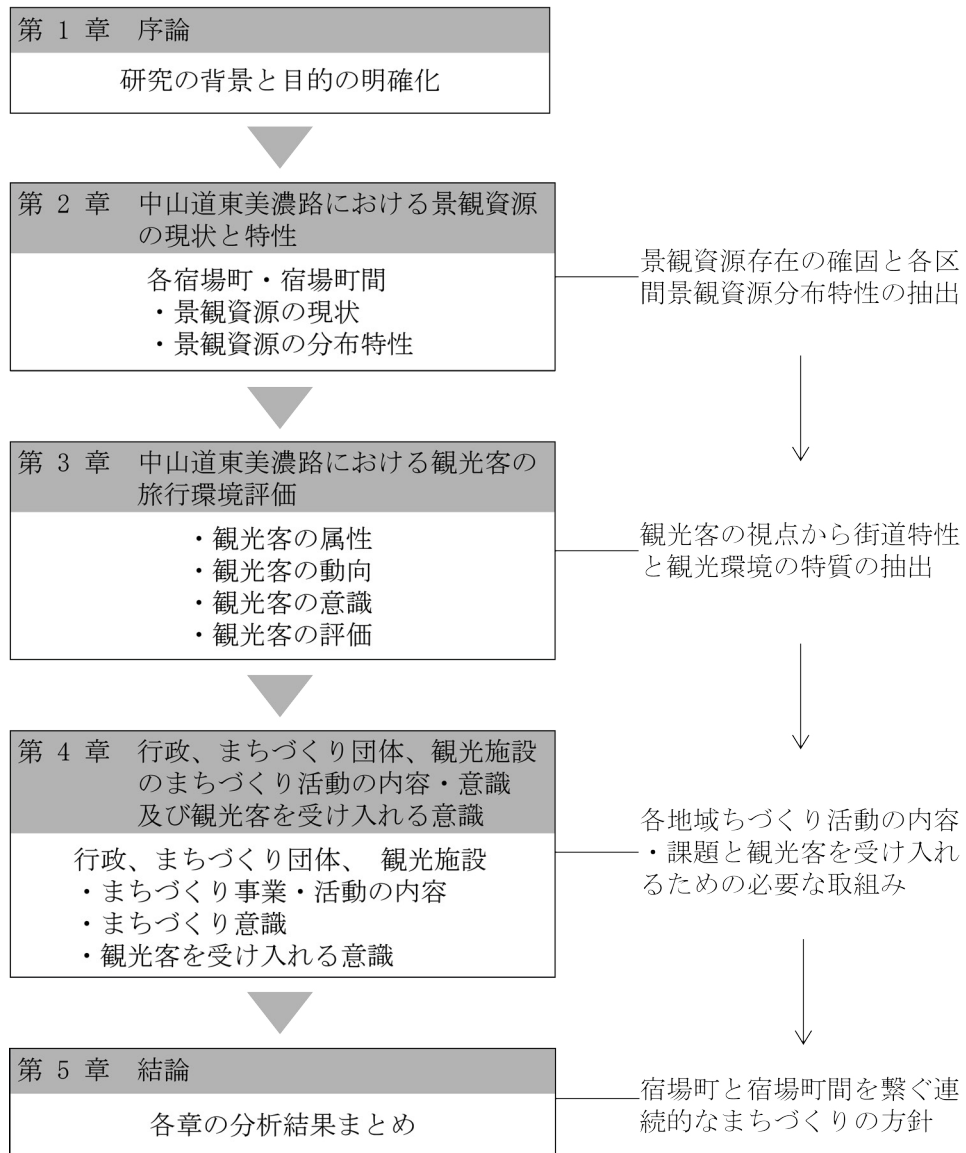 第 1 章 序論
研究の背景と目的の明確化
第 2 章 中山道東美濃路における景観資源
の現状と特性
各宿場町・宿場町間
・景観資源の現状
・景観資源の分布特性
景観資源存在の確固と各区
間景観資源分布特性の抽出
第 3 章 中山道東美濃路における観光客の
旅行環境評価
・観光客の属性
・観光客の動向
・観光客の意識
・観光客の評価
観光客の視点から街道特性
と観光環境の特質の抽出
第 4 章 行政、まちづくり団体、観光施設
のまちづくり活動の内容・意識
及び観光客を受け入れる意識
行政、まちづくり団体、 観光施設
・まちづくり事業・活動の内容
・まちづくり意識
・観光客を受け入れる意識
各地域ちづくり活動の内容
・課題と観光客を受け入れ
るための必要な取組み
第 5 章 結論
各章の分析結果まとめ
宿場町と宿場町間を繋ぐ連
続的なまちづくりの方針